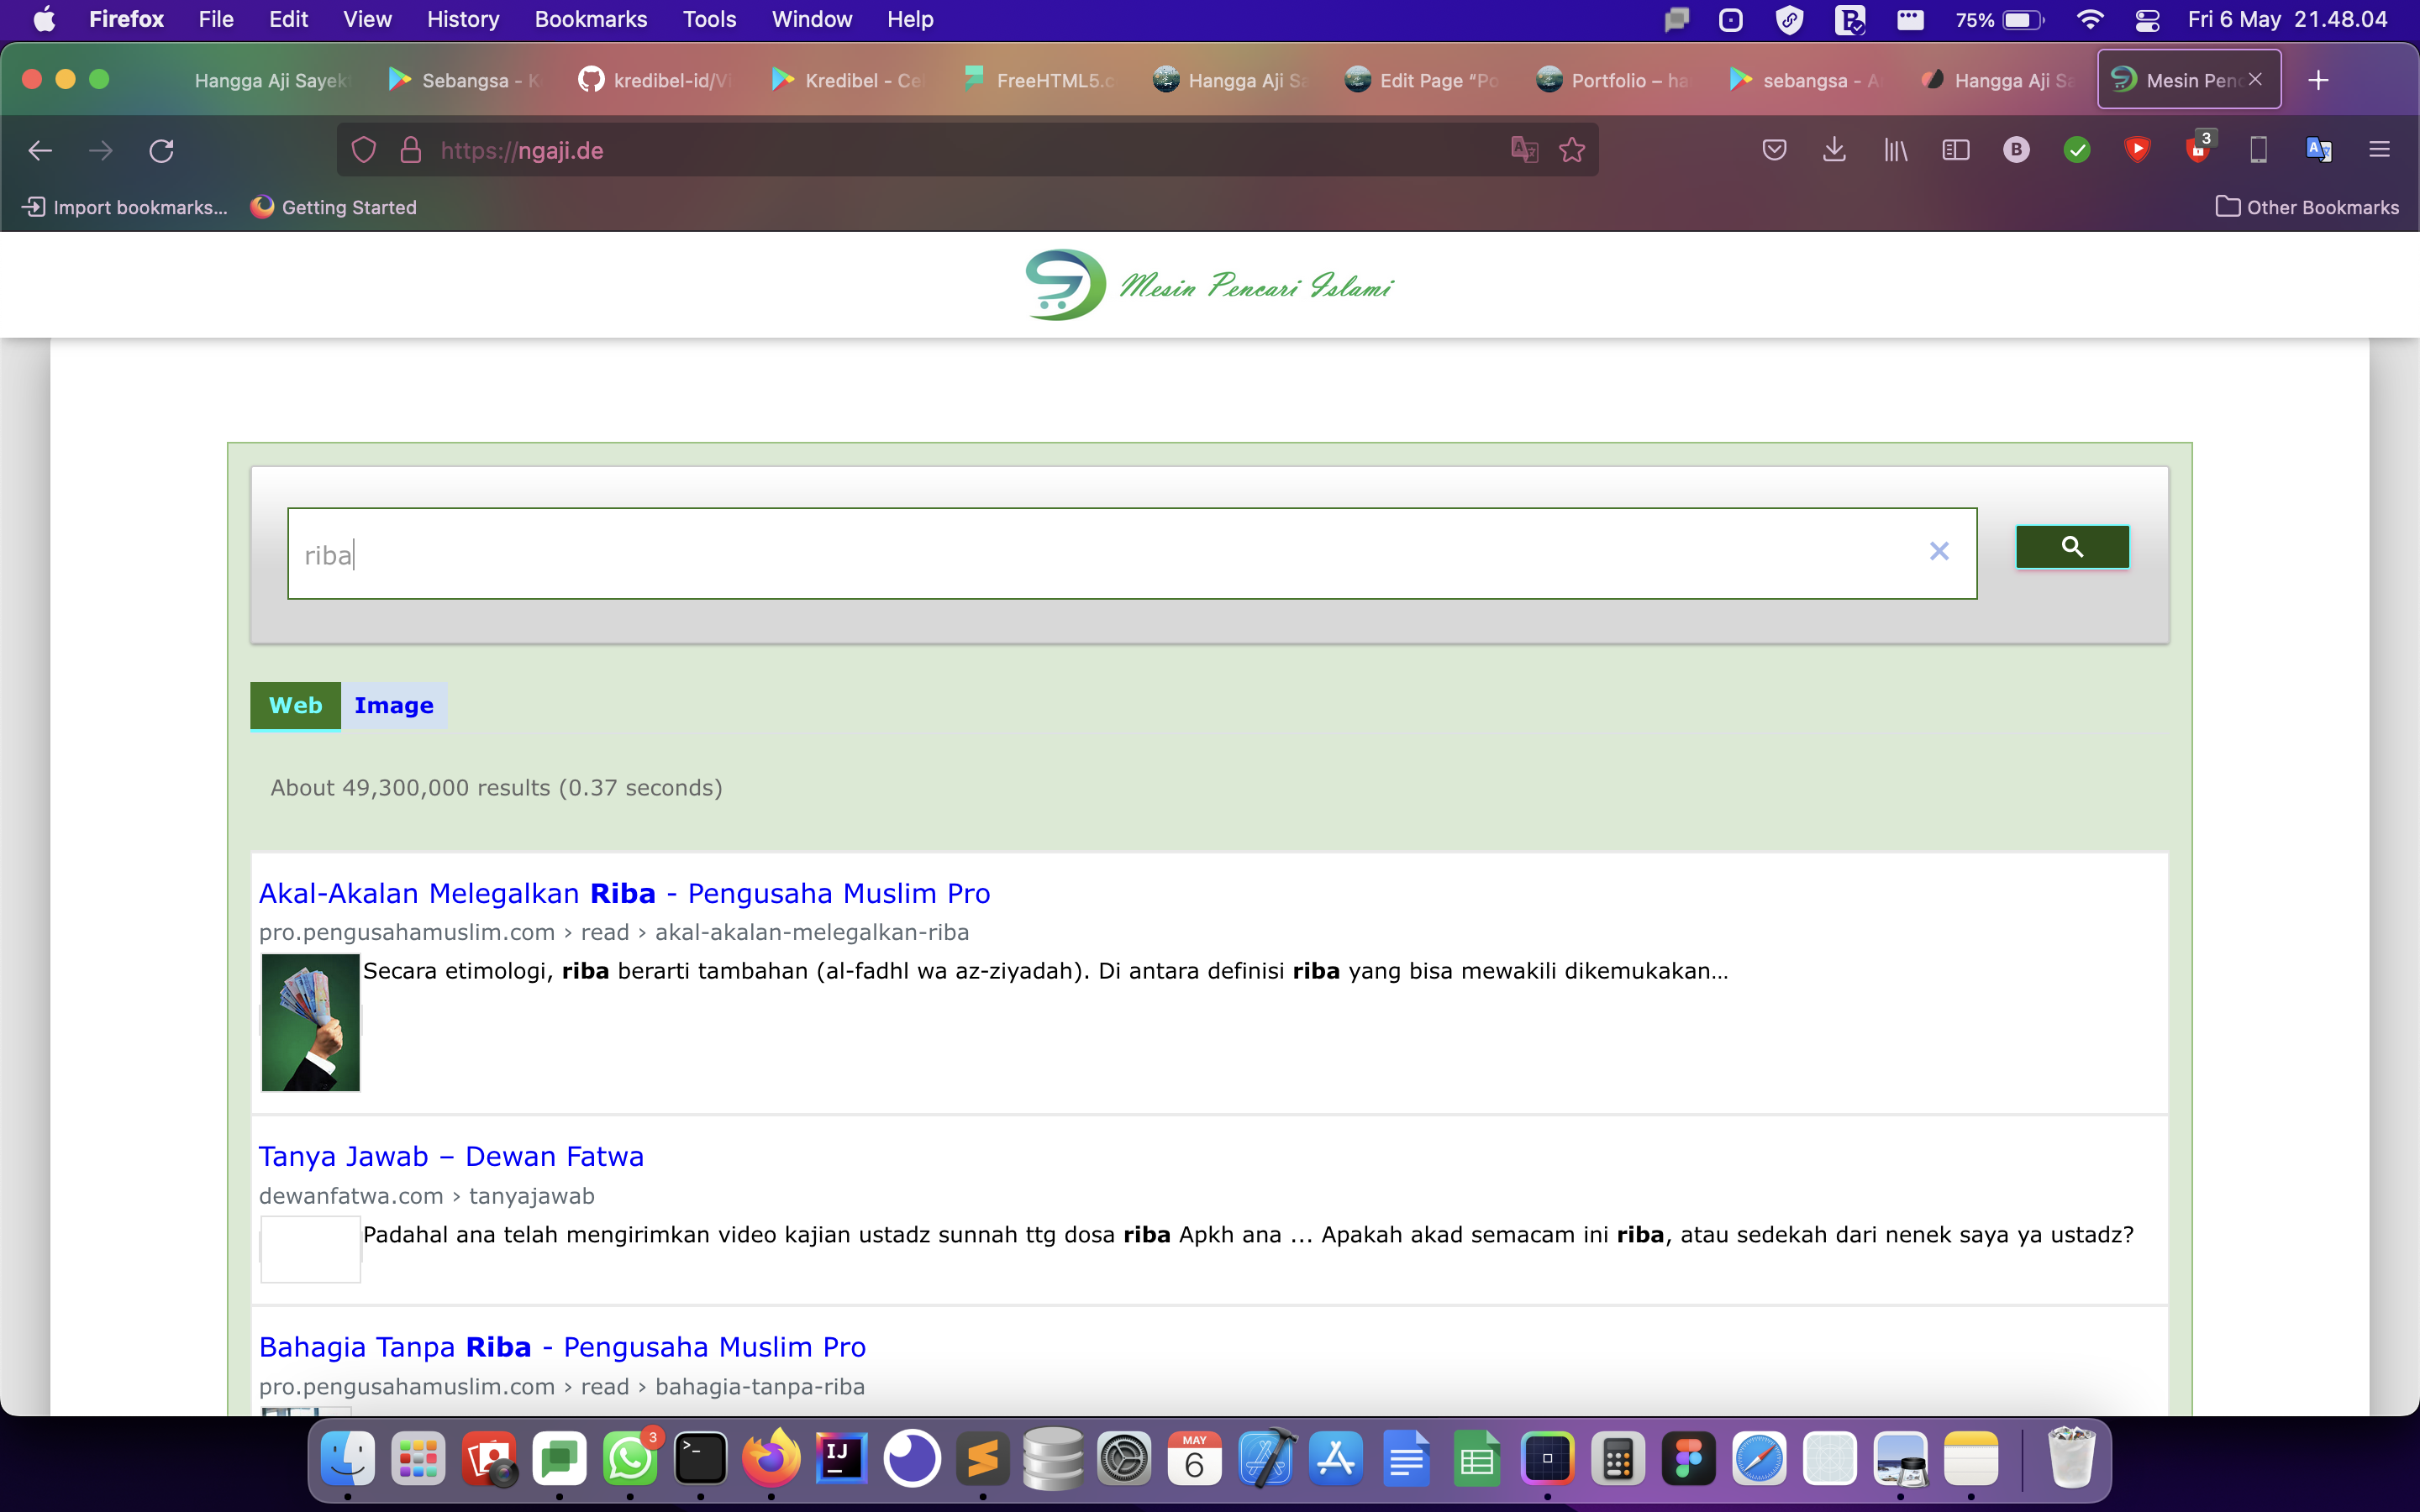 Firefox File Edit View History Bookmarks Tools Window Help 75% Fri 6 May 21.48.04
Hangga Aji Sayek Sebangsa - K kredibel-id/Vi Kredibel - Ce FreeHTML5.c Hangga Aji Sa Edit Page “Po Portfolio – ha sebangsa - A Hangga Aji Sa Mesin Penc
https://ngaji.de
B
3
Import bookmarks... Getting Started Other Bookmarks
Mesin Pencari Islami
riba
Web Image
About 49,300,000 results (0.37 seconds)
Akal-Akalan Melegalkan Riba - Pengusaha Muslim Pro
pro.pengusahamuslim.com › read › akal-akalan-melegalkan-riba
Secara etimologi, riba berarti tambahan (al-fadhl wa az-ziyadah). Di antara definisi riba yang bisa mewakili dikemukakan...
Tanya Jawab – Dewan Fatwa
dewanfatwa.com › tanyajawab
Padahal ana telah mengirimkan video kajian ustadz sunnah ttg dosa riba Apkh ana ... Apakah akad semacam ini riba, atau sedekah dari nenek saya ya ustadz?
Bahagia Tanpa Riba - Pengusaha Muslim Pro
pro.pengusahamuslim.com › read › bahagia-tanpa-riba
3
IJ
MAY
6